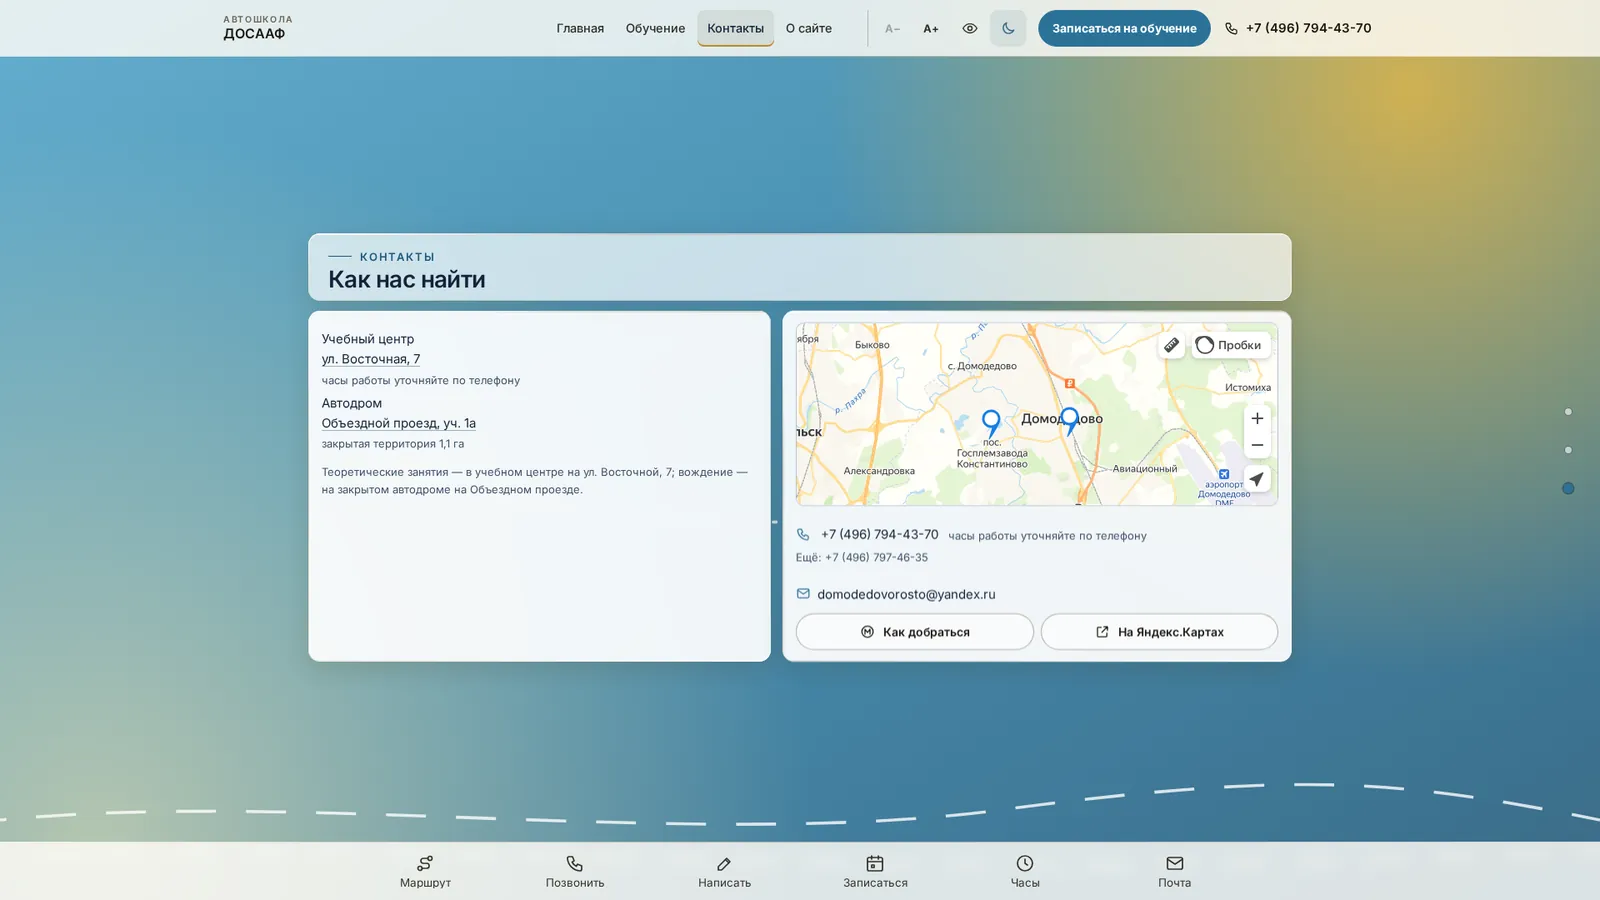 АВТОШКОЛА
ДОСААФ
Главная
Обучение
Контакты
О сайте
A−
A+
Записаться на обучение
+7 (496) 794-43-70
КОНТАКТЫ
Как нас найти
Учебный центр
ул. Восточная, 7
часы работы уточняйте по телефону
Автодром
Объездной проезд, уч. 1а
закрытая территория 1,1 га
Теоретические занятия — в учебном центре на ул. Восточной, 7; вождение —
на закрытом автодроме на Объездном проезде.
ября
Быково
р.-Пахра
с. Домодедово
Пробки
Истомиха
Домодедово
льск
пос.
Госплемзавода
Константиново
Александровка
Авиационный
аэропорт
Домодедово
DME
+7 (496) 794-43-70 часы работы уточняйте по телефону
Ещё: +7 (496) 797-46-35
domodedovorosto@yandex.ru
Как добраться
На Яндекс.Картах
Маршрут
Позвонить
Написать
Записаться
Часы
Почта